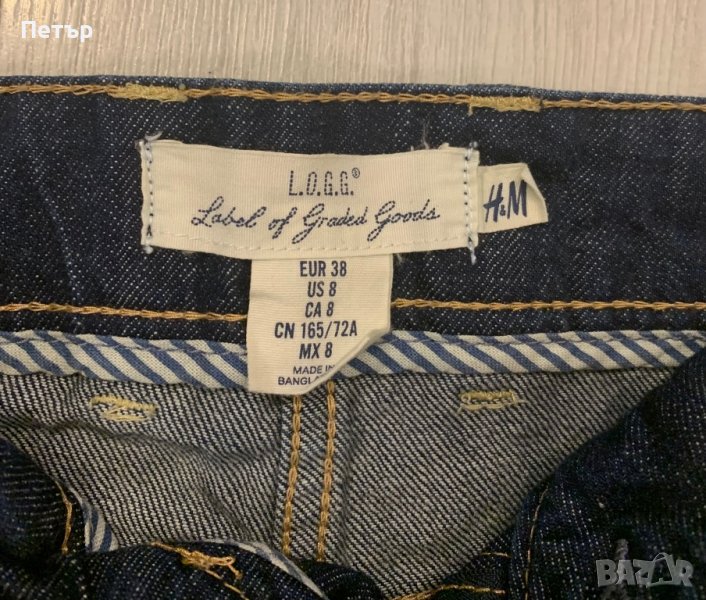 Петър
L.O.G.G.®
Label of Graded Goods
H&M
EUR 38
US 8
CA 8
CN 165/72A
MX 8
MADE IN
BANGL
BAZAR